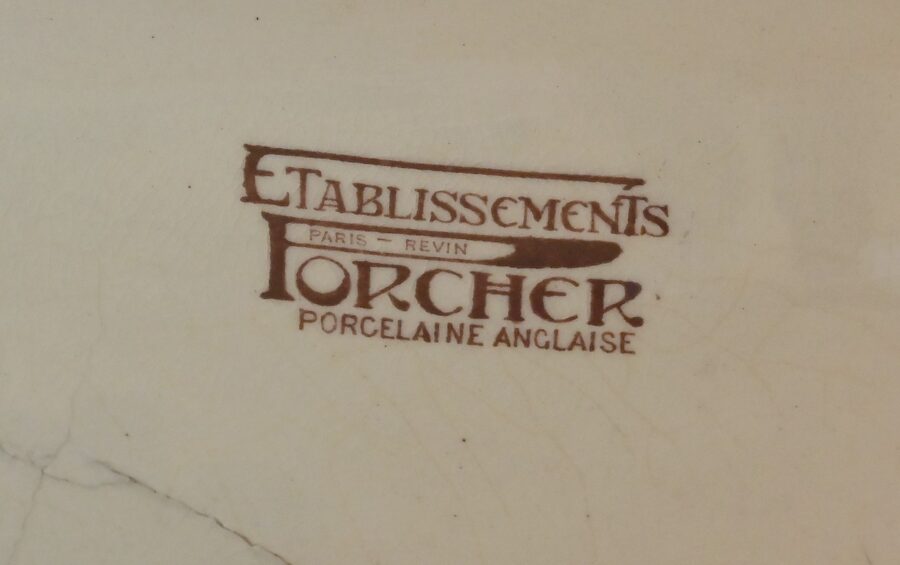 ETABLISSEMENTS
PARIS — REVIN
PORCHER
PORCELAINE ANGLAISE